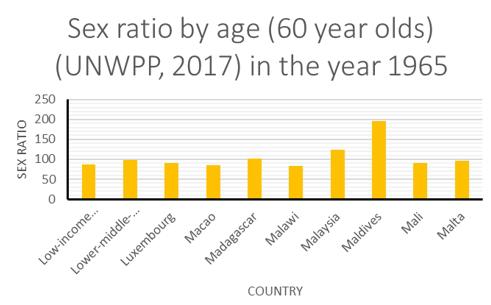 Sex ratio by age (60 year olds)
(UNWPP, 2017) in the year 1965
250
200
150
100
50
0
SEX RATIO
Low-income...
Lower-middle-...
Luxembourg
Macao
Madagascar
Malawi
Malaysia
Maldives
Mali
Malta
COUNTRY